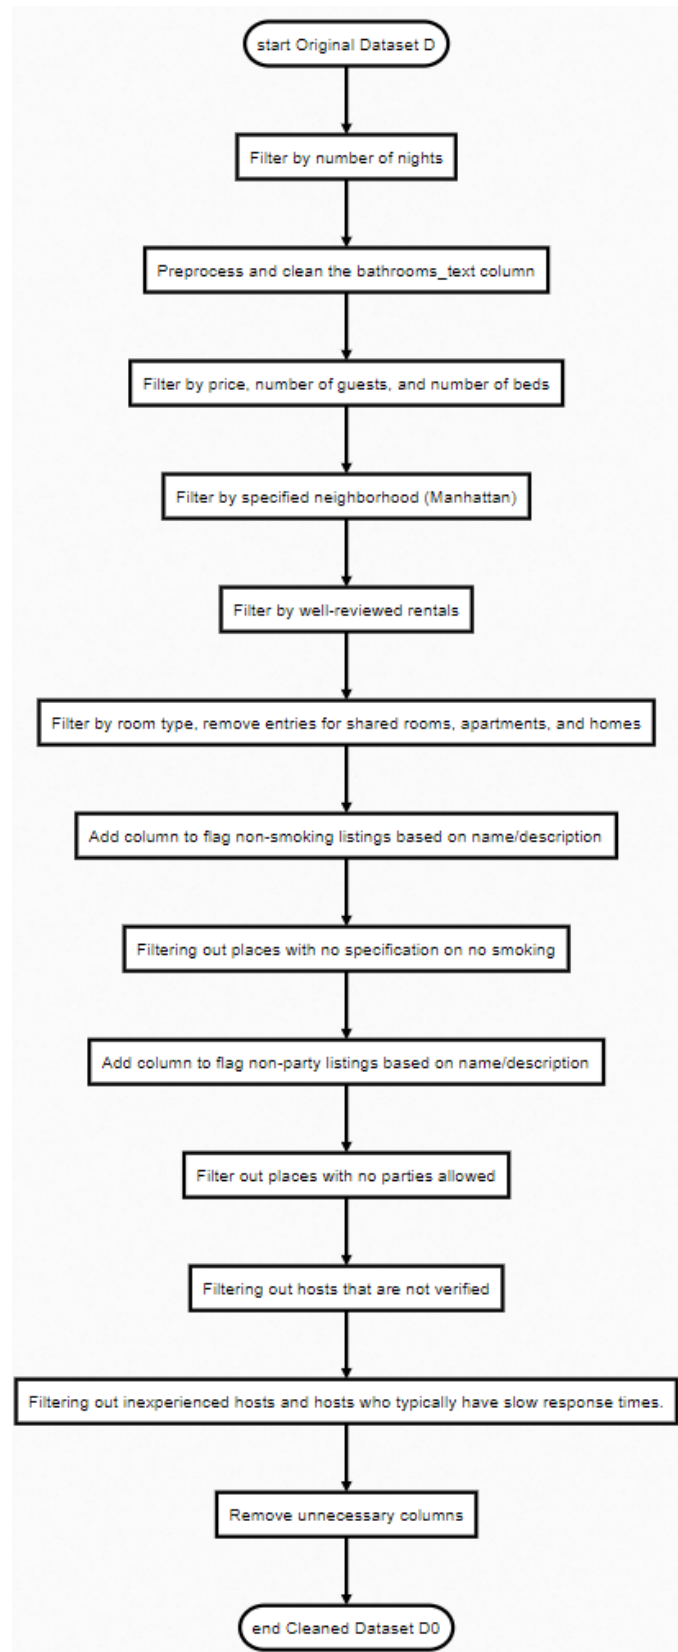 start Original Dataset D
Filter by number of nights
Preprocess and clean the bathrooms_text column
Filter by price, number of guests, and number of beds
Filter by specified neighborhood (Manhattan)
Filter by well-reviewed rentals
Filter by room type, remove entries for shared rooms, apartments, and homes
Add column to flag non-smoking listings based on name/description
Filtering out places with no specification on no smoking
Add column to flag non-party listings based on name/description
Filter out places with no parties allowed
Filtering out hosts that are not verified
Filtering out inexperienced hosts and hosts who typically have slow response times.
Remove unnecessary columns
end Cleaned Dataset D0